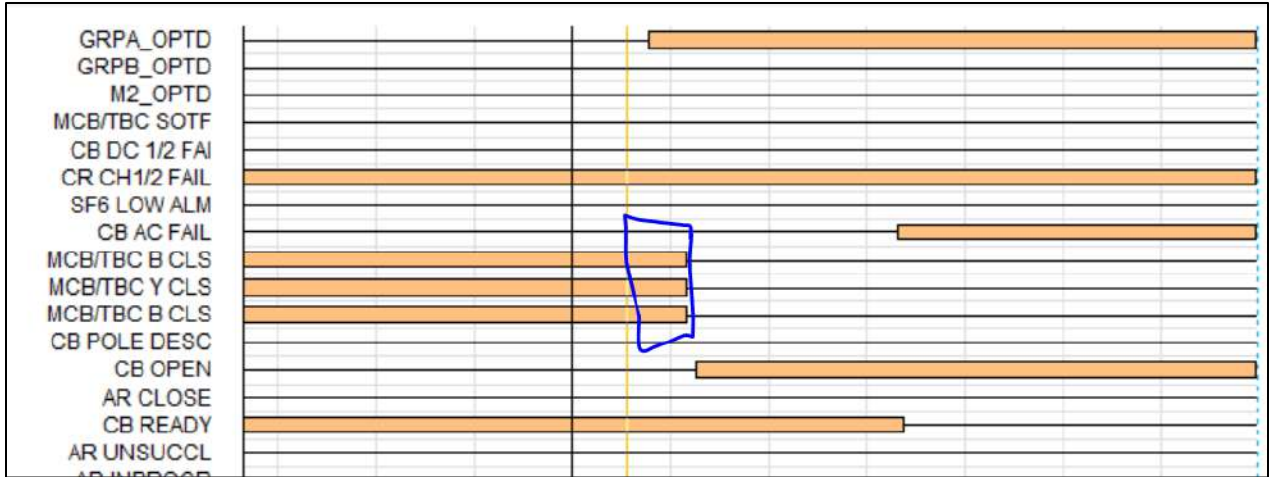 GRPA_OPTD
GRPB_OPTD
M2_OPTD
MCB/TBC SOTF
CB DC 1/2 FAI
CR CH1/2 FAIL
SF6 LOW ALM
CB AC FAIL
MCB/TBC B CLS
MCB/TBC Y CLS
MCB/TBC B CLS
CB POLE DESC
CB OPEN
AR CLOSE
CB READY
AR UNSUCCL